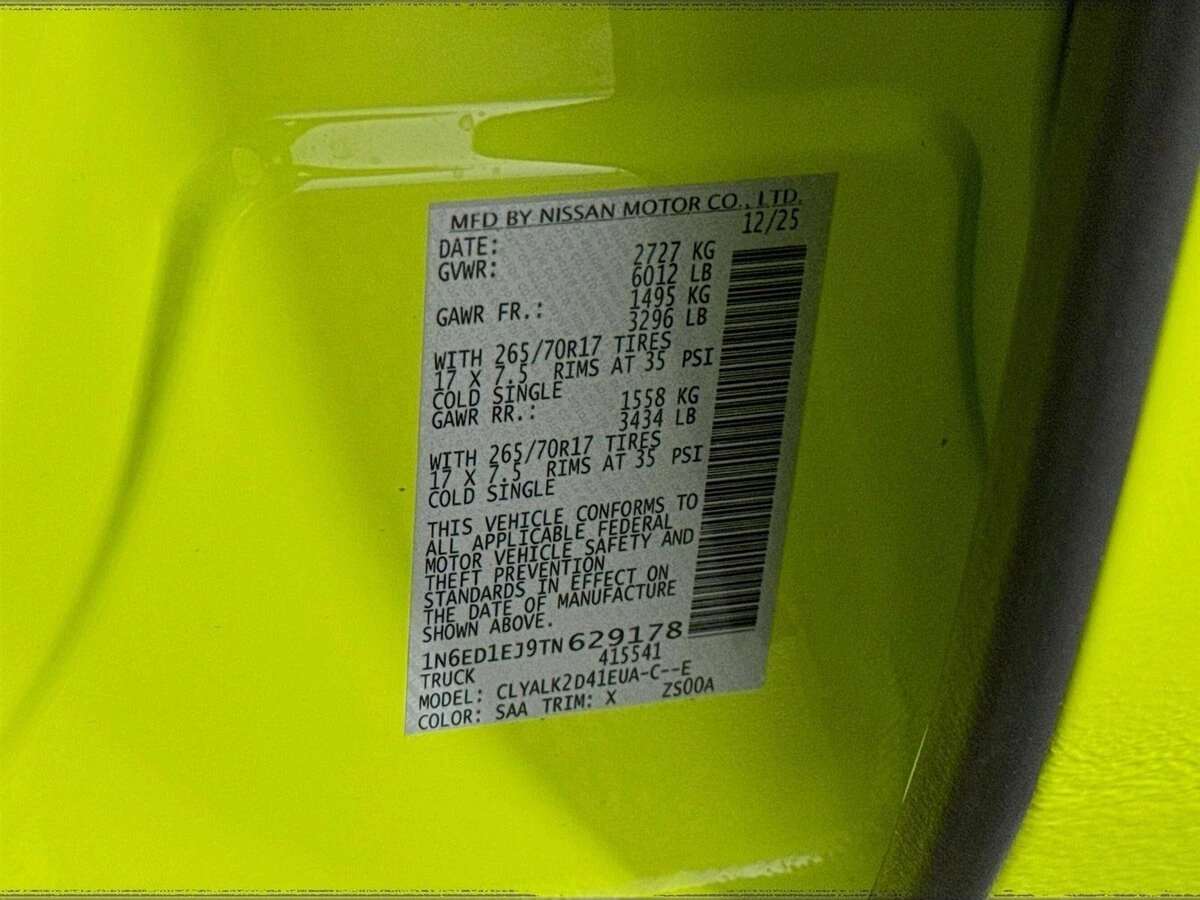 MFD BY NISSAN MOTOR CO., LTD.
DATE: 12/25
GVWR: 2727 KG
6012 LB
GAWR FR.: 1495 KG
3296 LB
WITH 265/70R17 TIRES
17 X 7.5 RIMS AT 35 PSI
COLD SINGLE
GAWR RR.: 1558 KG
3434 LB
WITH 265/70R17 TIRES
17 X 7.5 RIMS AT 35 PSI
COLD SINGLE
THIS VEHICLE CONFORMS TO
ALL APPLICABLE FEDERAL
MOTOR VEHICLE SAFETY AND
THEFT PREVENTION
STANDARDS IN EFFECT ON
THE DATE OF MANUFACTURE
SHOWN ABOVE.
1N6ED1EJ9TN629178
TRUCK 415541
MODEL: CLYALK2D41EUA-C--E
COLOR: SAA TRIM: X ZS00A